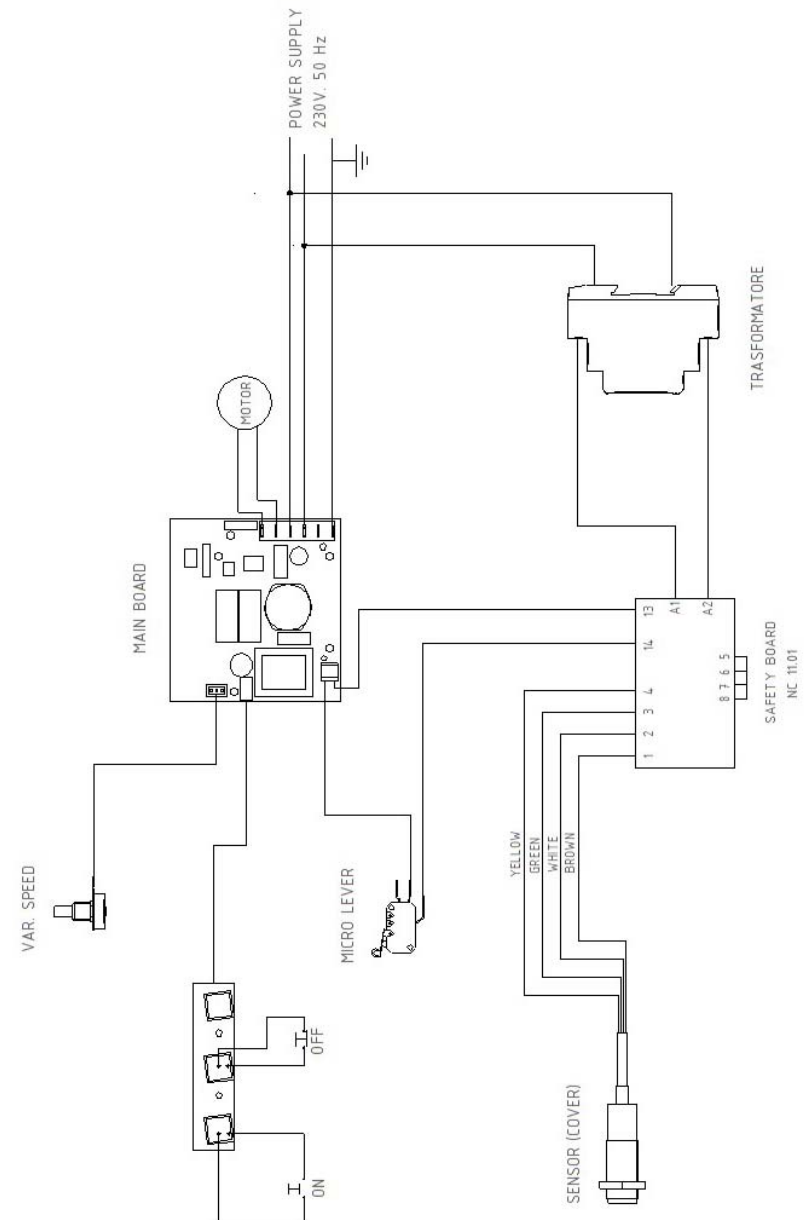 POWER SUPPLY
230V. 50 Hz
TRASFORMATORE
MOTOR
MAIN BOARD
13
14
4
3
2
1
A1
A2
8 7 6 5
SAFETY BOARD
NC 11.01
VAR. SPEED
MICRO LEVER
YELLOW
GREEN
WHITE
BROWN
OFF
ON
SENSOR (COVER)